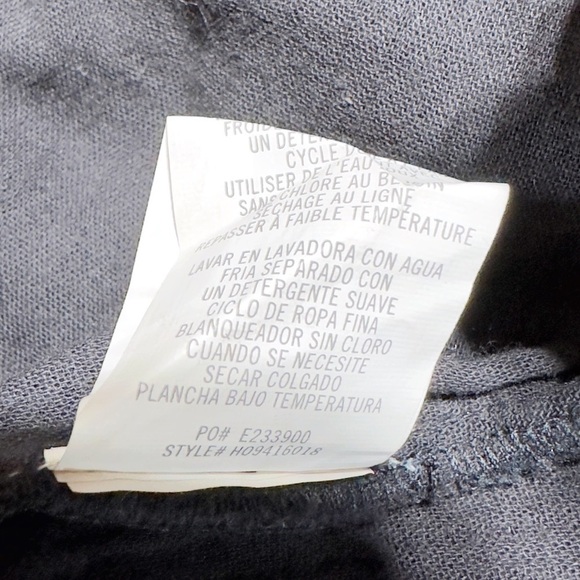 FROIDE
UN DETER
CYCLE D
UTILISER DE L'EAU
SANS CHLORE AU BESOIN
SÉCHAGE AU LIGNE
REPASSER À FAIBLE TEMPÉRATURE
LAVAR EN LAVADORA CON AGUA
FRIA SEPARADO CON
UN DETERGENTE SUAVE
CICLO DE ROPA FINA
BLANQUEADOR SIN CLORO
CUANDO SE NECESITE
SECAR COLGADO
PLANCHA BAJO TEMPERATURA
PO# E233900
STYLE# H09416018